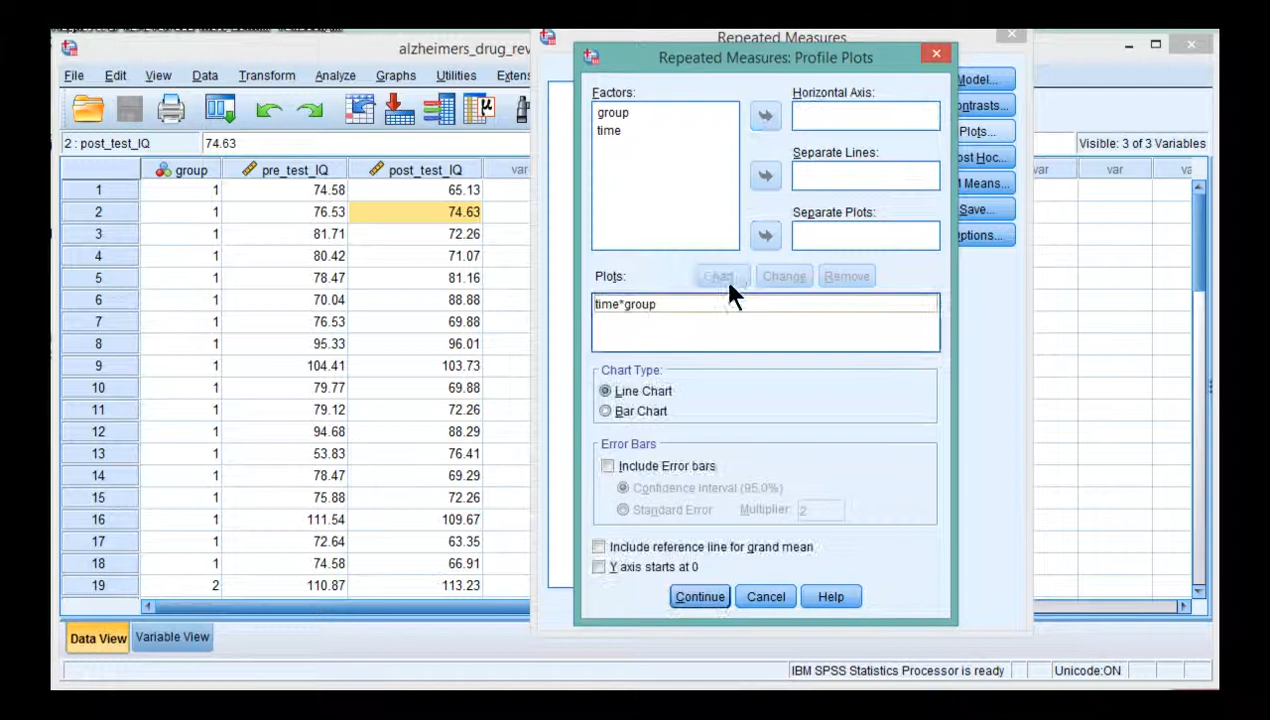 alzheimers_drug_rev
File Edit View Data Transform Analyze Graphs Utilities Extens
2 : post_test_IQ 74.63
Visible: 3 of 3 Variables
group pre_test_IQ post_test_IQ var var var va
1 1 74.58 65.13
2 1 76.53 74.63
3 1 81.71 72.26
4 1 80.42 71.07
5 1 78.47 81.16
6 1 70.04 88.88
7 1 76.53 69.88
8 1 95.33 96.01
9 1 104.41 103.73
10 1 79.77 69.88
11 1 79.12 72.26
12 1 94.68 88.29
13 1 53.83 76.41
14 1 78.47 69.29
15 1 75.88 72.26
16 1 111.54 109.67
17 1 72.64 63.35
18 1 74.58 66.91
19 2 110.87 113.23
Data View Variable View
IBM SPSS Statistics Processor is ready Unicode:ON
Repeated Measures
Model...
ontrasts...
Plots...
ost Hoc...
M Means...
Save...
ptions...
Repeated Measures: Profile Plots
Factors:
group
time
Horizontal Axis:
Separate Lines:
Separate Plots:
Plots: Change Remove
time*group
Chart Type:
Line Chart
Bar Chart
Error Bars
Include Error bars
Confidence Interval (95.0%)
Standard Error Multiplier: 2
Include reference line for grand mean
Y axis starts at 0
Continue Cancel Help